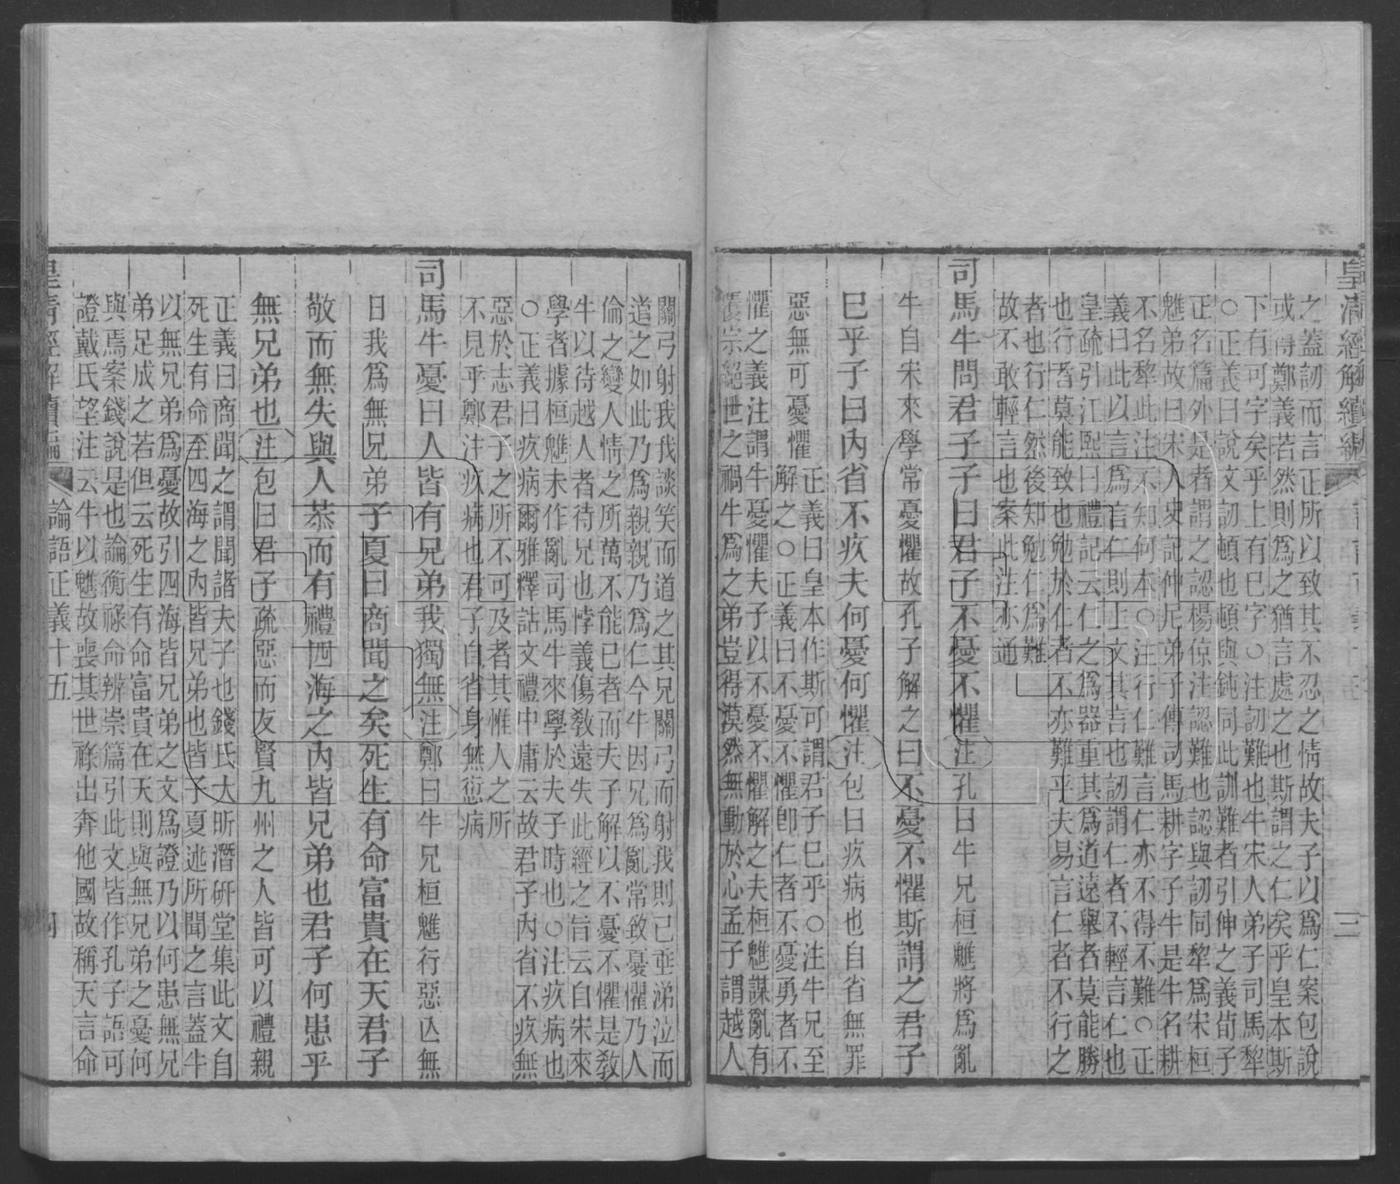 皇清經解續編
之蓋訒而言正所以致其不忍之情故夫子以爲仁案包說
或得鄭義若然則爲之猶言處之也斯謂之仁矣乎皇本斯
下有可字矣乎上有巳字○注訒難也牛宋人弟子司馬犂
○正義曰說文訒頓也頓與鈍同此訓難者引伸之義荀子
正名篇外是者謂之訒楊倞注認難也認與訒同犂爲宋桓
魋弟故曰宋人史記仲尼弟子傳司馬耕字子牛是牛名耕
不名犂此注不知何本○注行仁難言仁亦不得不難○正
義曰此以言爲言仁則上文其言也訒謂仁者不輕言仁也
皇疏引江熙曰禮記云仁之爲器重其爲道遠舉者莫能勝
也行者莫能致也勉於仁者不亦難乎夫易言仁者不行之
者也行仁然後知勉仁爲難
故不敢輕言也案此注亦通
司馬牛問君子子曰君子不憂不懼注孔曰牛兄桓魋將爲亂
牛自宋來學常憂懼故孔子解之曰不憂不懼斯謂之君子
巳乎子曰內省不疚夫何憂何懼注包曰疚病也自省無罪
惡無可憂懼
正義曰皇本作斯可謂君子巳乎○注牛兄至
解之○正義曰不憂不懼卽仁者不憂勇者不
懼之義注謂牛憂懼夫子以不憂不懼解之夫桓魋謀亂有
覆宗絕世之禍牛爲之弟豈得漠然無動於心孟子謂越人
三
關弓射我我談笑而道之其兄關弓而射我則己垂涕泣而
道之如此乃爲親親乃爲仁今牛因兄爲亂常致憂懼乃人
倫之變人情之所萬不能已者而夫子解以不憂不懼是敎
牛以待越人者待兄也悖義傷敎遠失此經之旨云自宋來
學者據桓魋未作亂司馬牛來學於夫子時也○注疚病也
○正義曰疚病爾雅釋詁文禮中庸云故君子內省不疚無
惡於志君子之所不可及者其惟人之所
不見乎鄭注疚病也君子自省身無愆病
司馬牛憂曰人皆有兄弟我獨無注鄭曰牛兄桓魋行惡亾無
日我爲無兄弟子夏曰商聞之矣死生有命富貴在天君子
敬而無失與人恭而有禮四海之內皆兄弟也君子何患乎
無兄弟也注包曰君子疏惡而友賢九州之人皆可以禮親
正義曰商聞之謂聞諸夫子也錢氏大昕潛研堂集此文自
死生有命至四海之內皆兄弟也皆子夏述所聞之言蓋牛
以無兄弟爲憂故引四海皆兄弟之文爲證乃以何患無兄
弟足成之若但云死生有命富貴在天則與無兄弟之憂何
與焉案錢說是也論衡祿命辨崇篇引此文皆作孔子語可
證戴氏望注云牛以魋故喪其世祿出奔他國故稱天言命
皇清經解續編
論語正義十五
四